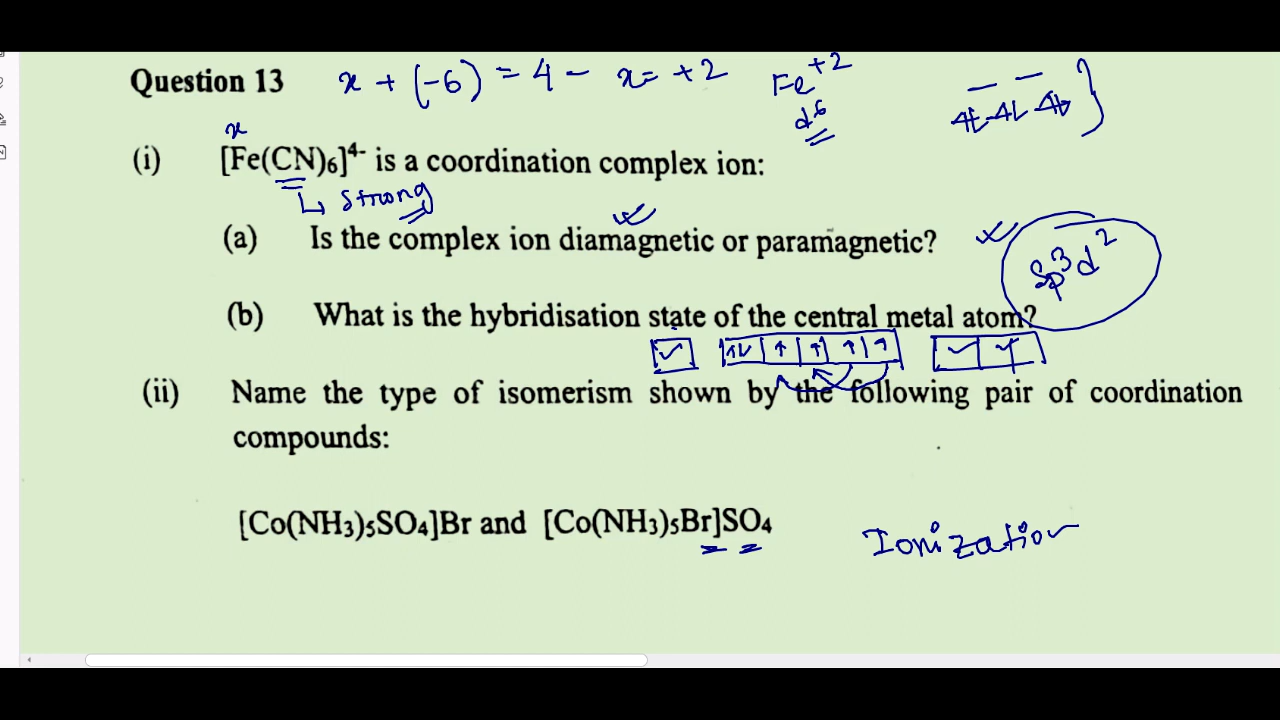 Question 13 x + (-6) = 4- x = +2 Fe+2
d6
x
(i) [Fe(CN)6]4- is a coordination complex ion:
↳ strong
(a) Is the complex ion diamagnetic or paramagnetic?
sp3d2
(b) What is the hybridisation state of the central metal atom?
(ii) Name the type of isomerism shown by the following pair of coordination
compounds:
[Co(NH3)5SO4]Br and [Co(NH3)5Br]SO4
Ionization